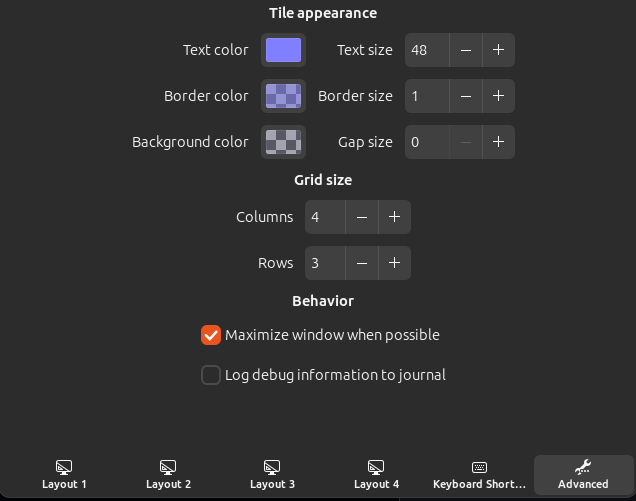 Tile appearance
Text color Text size 48
Border color Border size 1
Background color Gap size 0
Grid size
Columns 4
Rows 3
Behavior
Maximize window when possible
Log debug information to journal
Layout 1 Layout 2 Layout 3 Layout 4 Keyboard Short... Advanced